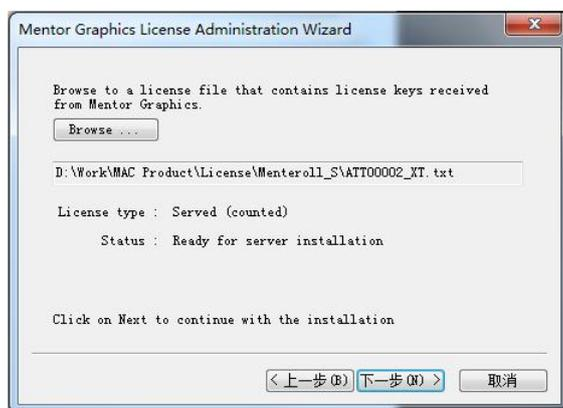 Mentor Graphics License Administration Wizard
Browse to a license file that contains license keys received
from Mentor Graphics.
Browse ...
D:\Work\MAC Product\License\Menteroll_S\ATT00002_XT.txt
License type : Served (counted)
Status : Ready for server installation
Click on Next to continue with the installation
< 上一步(B)
下一步(N) >
取消